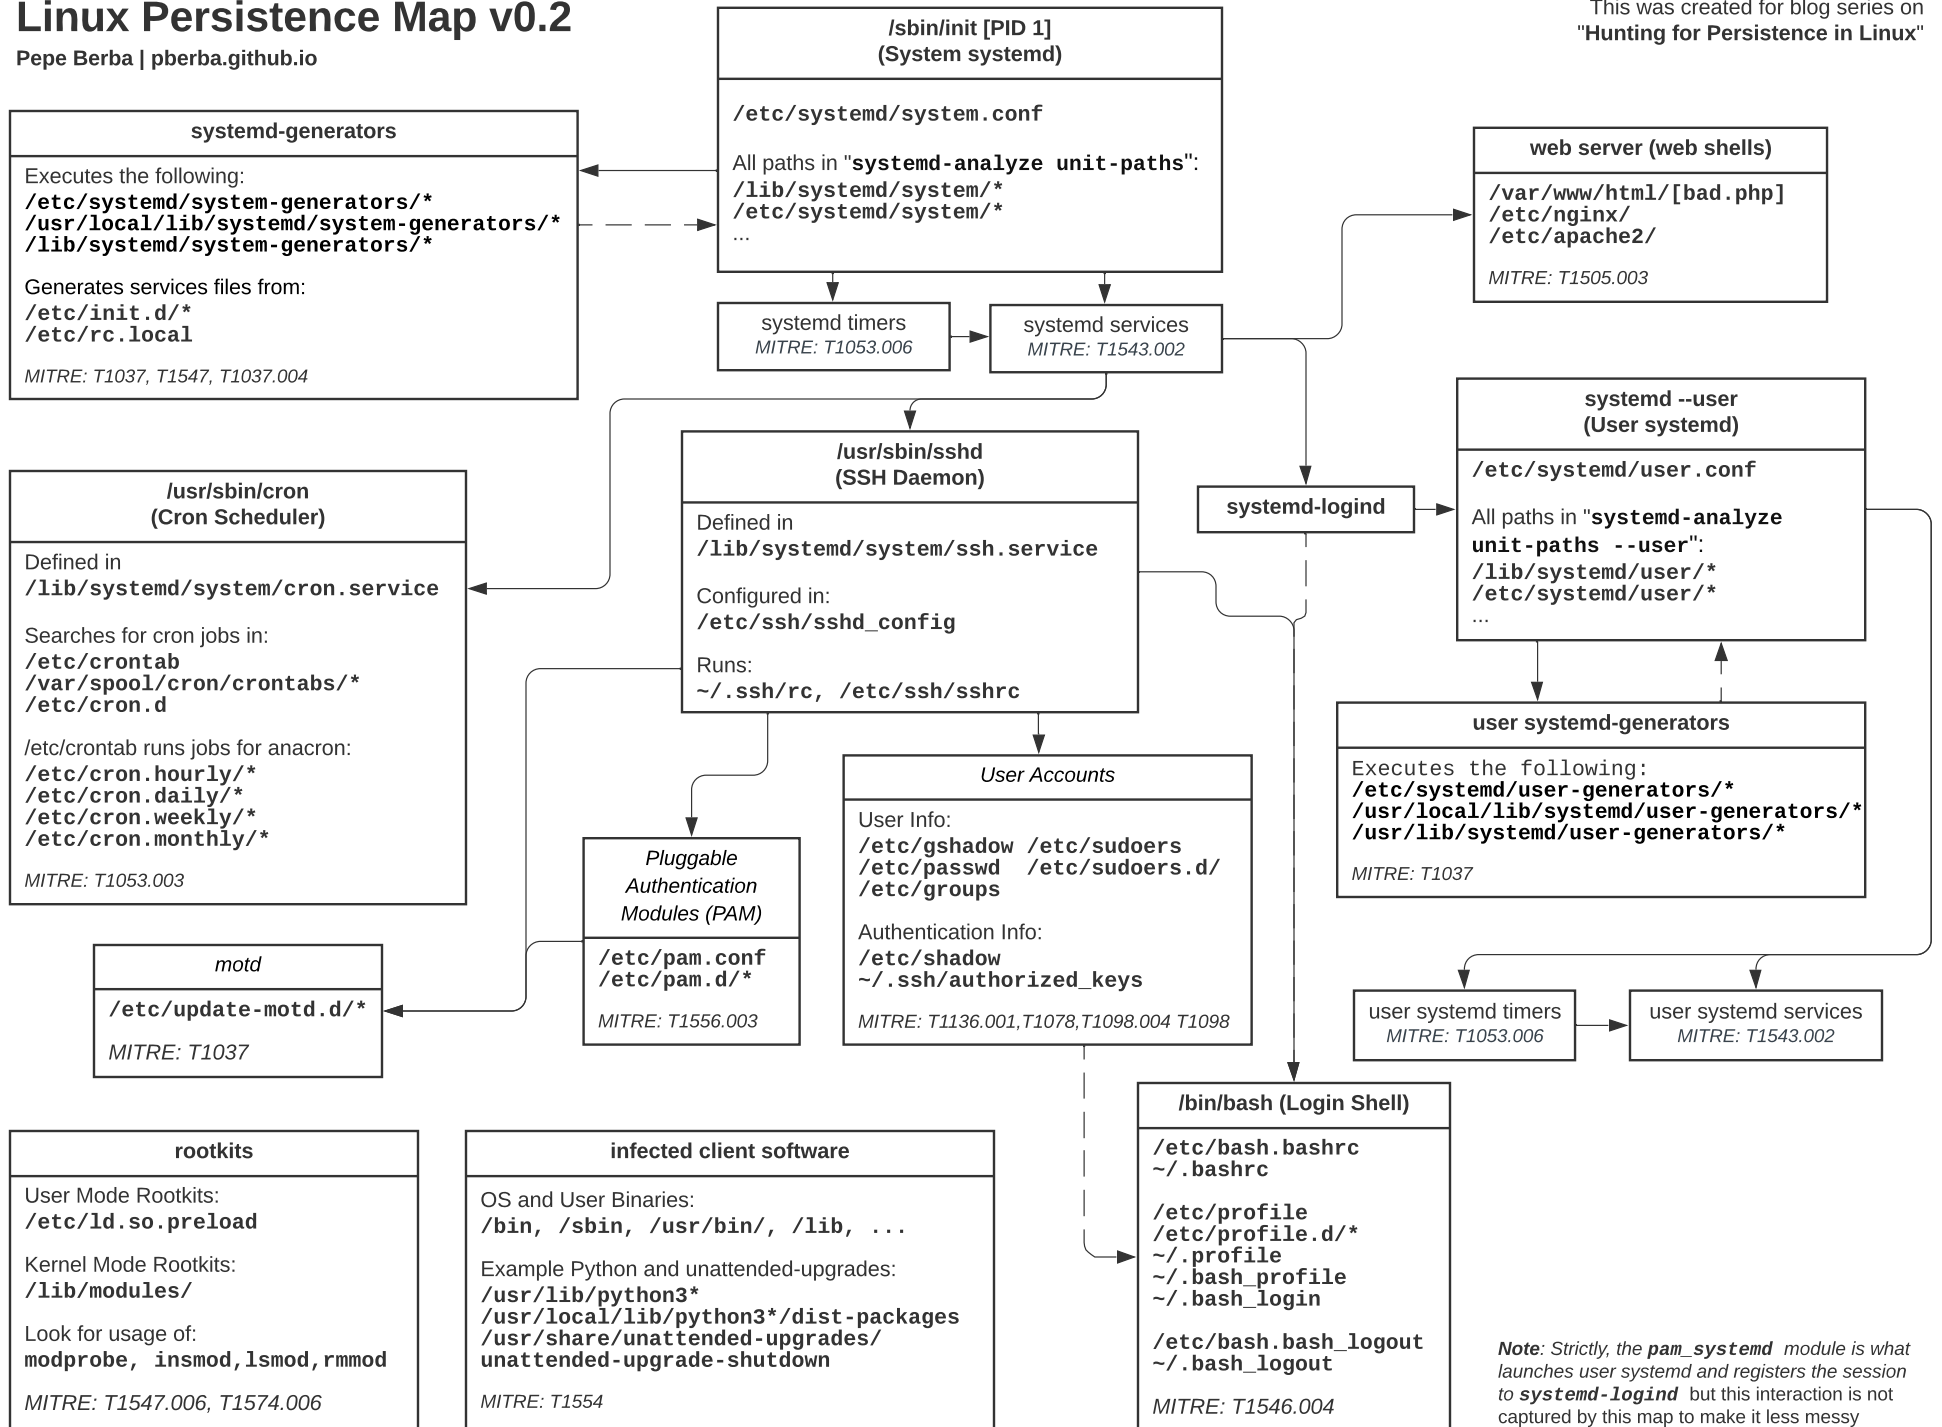 Linux Persistence Map v0.2
Pepe Berba | pberba.github.io
This was created for blog series on
"Hunting for Persistence in Linux"
/sbin/init [PID 1]
(System systemd)
/etc/systemd/system.conf
All paths in "systemd-analyze unit-paths":
/lib/systemd/system/*
/etc/systemd/system/*
...
systemd-generators
Executes the following:
/etc/systemd/system-generators/*
/usr/local/lib/systemd/system-generators/*
/lib/systemd/system-generators/*
Generates services files from:
/etc/init.d/*
/etc/rc.local
MITRE: T1037, T1547, T1037.004
web server (web shells)
/var/www/html/[bad.php]
/etc/nginx/
/etc/apache2/
MITRE: T1505.003
systemd timers
MITRE: T1053.006
systemd services
MITRE: T1543.002
/usr/sbin/cron
(Cron Scheduler)
Defined in
/lib/systemd/system/cron.service
Searches for cron jobs in:
/etc/crontab
/var/spool/cron/crontabs/*
/etc/cron.d
/etc/crontab runs jobs for anacron:
/etc/cron.hourly/*
/etc/cron.daily/*
/etc/cron.weekly/*
/etc/cron.monthly/*
MITRE: T1053.003
/usr/sbin/sshd
(SSH Daemon)
Defined in
/lib/systemd/system/ssh.service
Configured in:
/etc/ssh/sshd_config
Runs:
~/.ssh/rc, /etc/ssh/sshrc
systemd-logind
systemd --user
(User systemd)
/etc/systemd/user.conf
All paths in "systemd-analyze
unit-paths --user":
/lib/systemd/user/*
/etc/systemd/user/*
...
user systemd-generators
Executes the following:
/etc/systemd/user-generators/*
/usr/local/lib/systemd/user-generators/*
/usr/lib/systemd/user-generators/*
MITRE: T1037
motd
/etc/update-motd.d/*
MITRE: T1037
Pluggable
Authentication
Modules (PAM)
/etc/pam.conf
/etc/pam.d/*
MITRE: T1556.003
User Accounts
User Info:
/etc/gshadow /etc/sudoers
/etc/passwd /etc/sudoers.d/
/etc/groups
Authentication Info:
/etc/shadow
~/.ssh/authorized_keys
MITRE: T1136.001,T1078,T1098.004 T1098
user systemd timers
MITRE: T1053.006
user systemd services
MITRE: T1543.002
rootkits
User Mode Rootkits:
/etc/ld.so.preload
Kernel Mode Rootkits:
/lib/modules/
Look for usage of:
modprobe, insmod,lsmod,rmmod
MITRE: T1547.006, T1574.006
infected client software
OS and User Binaries:
/bin, /sbin, /usr/bin/, /lib, ...
Example Python and unattended-upgrades:
/usr/lib/python3*
/usr/local/lib/python3*/dist-packages
/usr/share/unattended-upgrades/
unattended-upgrade-shutdown
MITRE: T1554
/bin/bash (Login Shell)
/etc/bash.bashrc
~/.bashrc
/etc/profile
/etc/profile.d/*
~/.profile
~/.bash_profile
~/.bash_login
/etc/bash.bash_logout
~/.bash_logout
MITRE: T1546.004
Note: Strictly, the pam_systemd module is what
launches user systemd and registers the session
to systemd-logind but this interaction is not
captured by this map to make it less messy